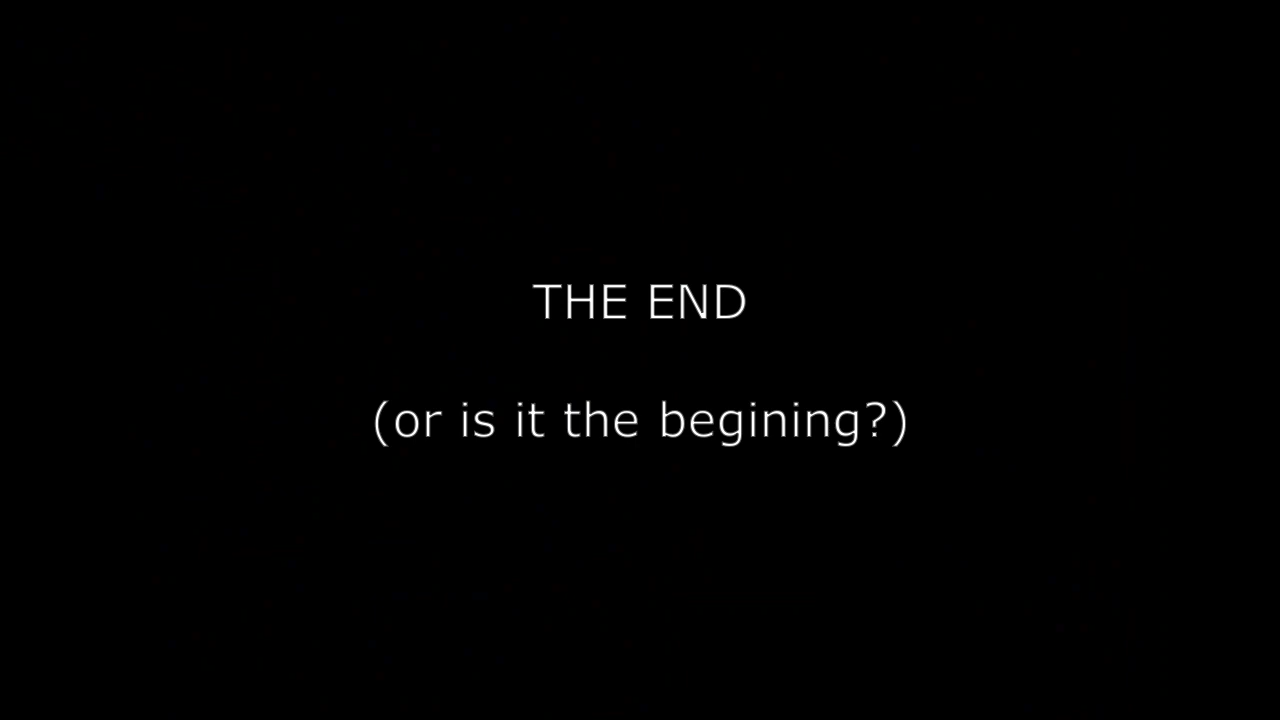 THE END
(or is it the begining?)